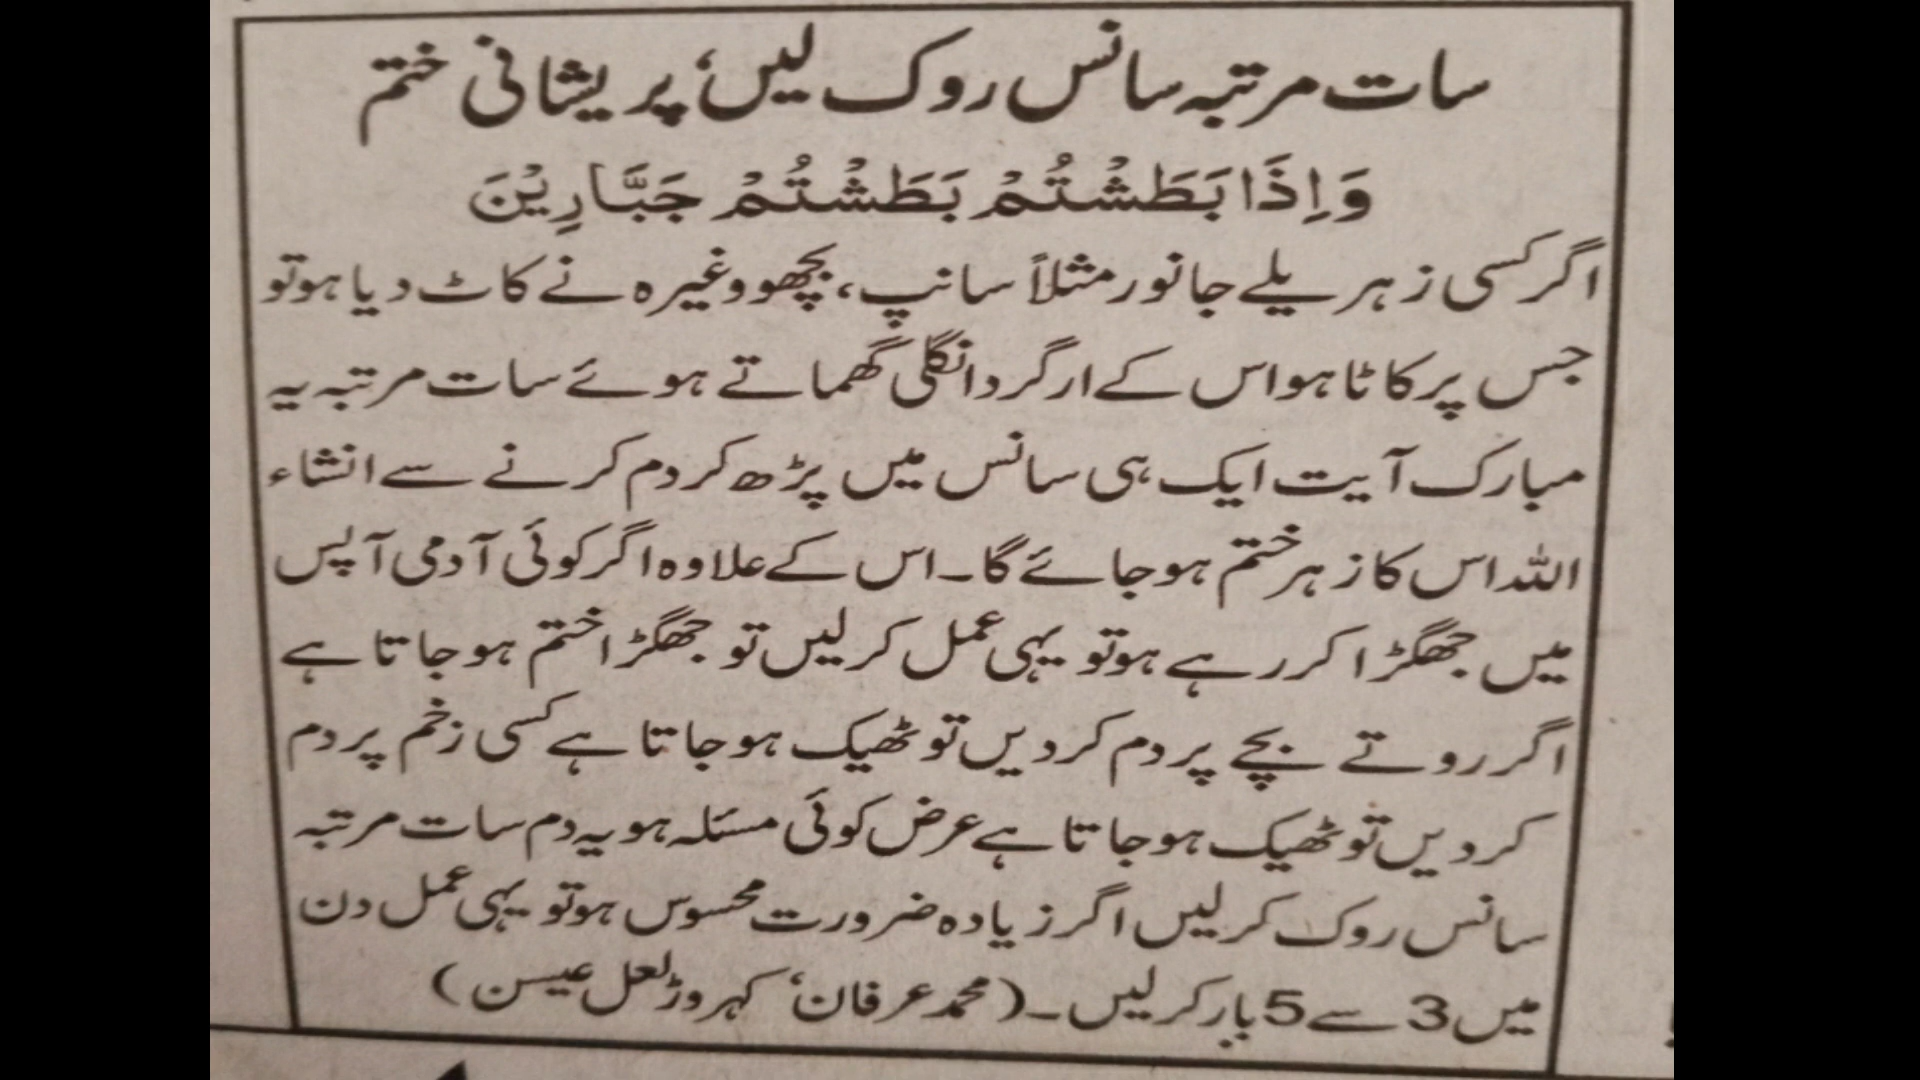 سات مرتبہ سانس روک لیں، پریشانی ختم
وَاِذَا بَطَشْتُمْ بَطَشْتُمْ جَبَّارِيْنَ
اگر کسی زہریلے جانور مثلاً سانپ، بچھو وغیرہ نے کاٹ دیا ہو تو
جس پر کاٹا ہو اس کے ارگرد انگلی گھماتے ہوئے سات مرتبہ یہ
مبارک آیت ایک ہی سانس میں پڑھ کر دم کرنے سے انشاء
اللہ اس کا زہر ختم ہو جائے گا۔ اس کے علاوہ اگر کوئی آدمی آپس
میں جھگڑا کر رہے ہو تو یہی عمل کر لیں تو جھگڑا ختم ہو جاتا ہے
اگر روتے بچے پر دم کر دیں تو ٹھیک ہو جاتا ہے کسی زخم پر دم
کر دیں تو ٹھیک ہو جاتا ہے عرض کوئی مسئلہ ہو یہ دم سات مرتبہ
سانس روک کر لیں اگر زیادہ ضرورت محسوس ہو تو یہی عمل دن
میں 3 سے 5 بار کر لیں۔ (محمد عرفان، کہروڑ لعل عیسن)